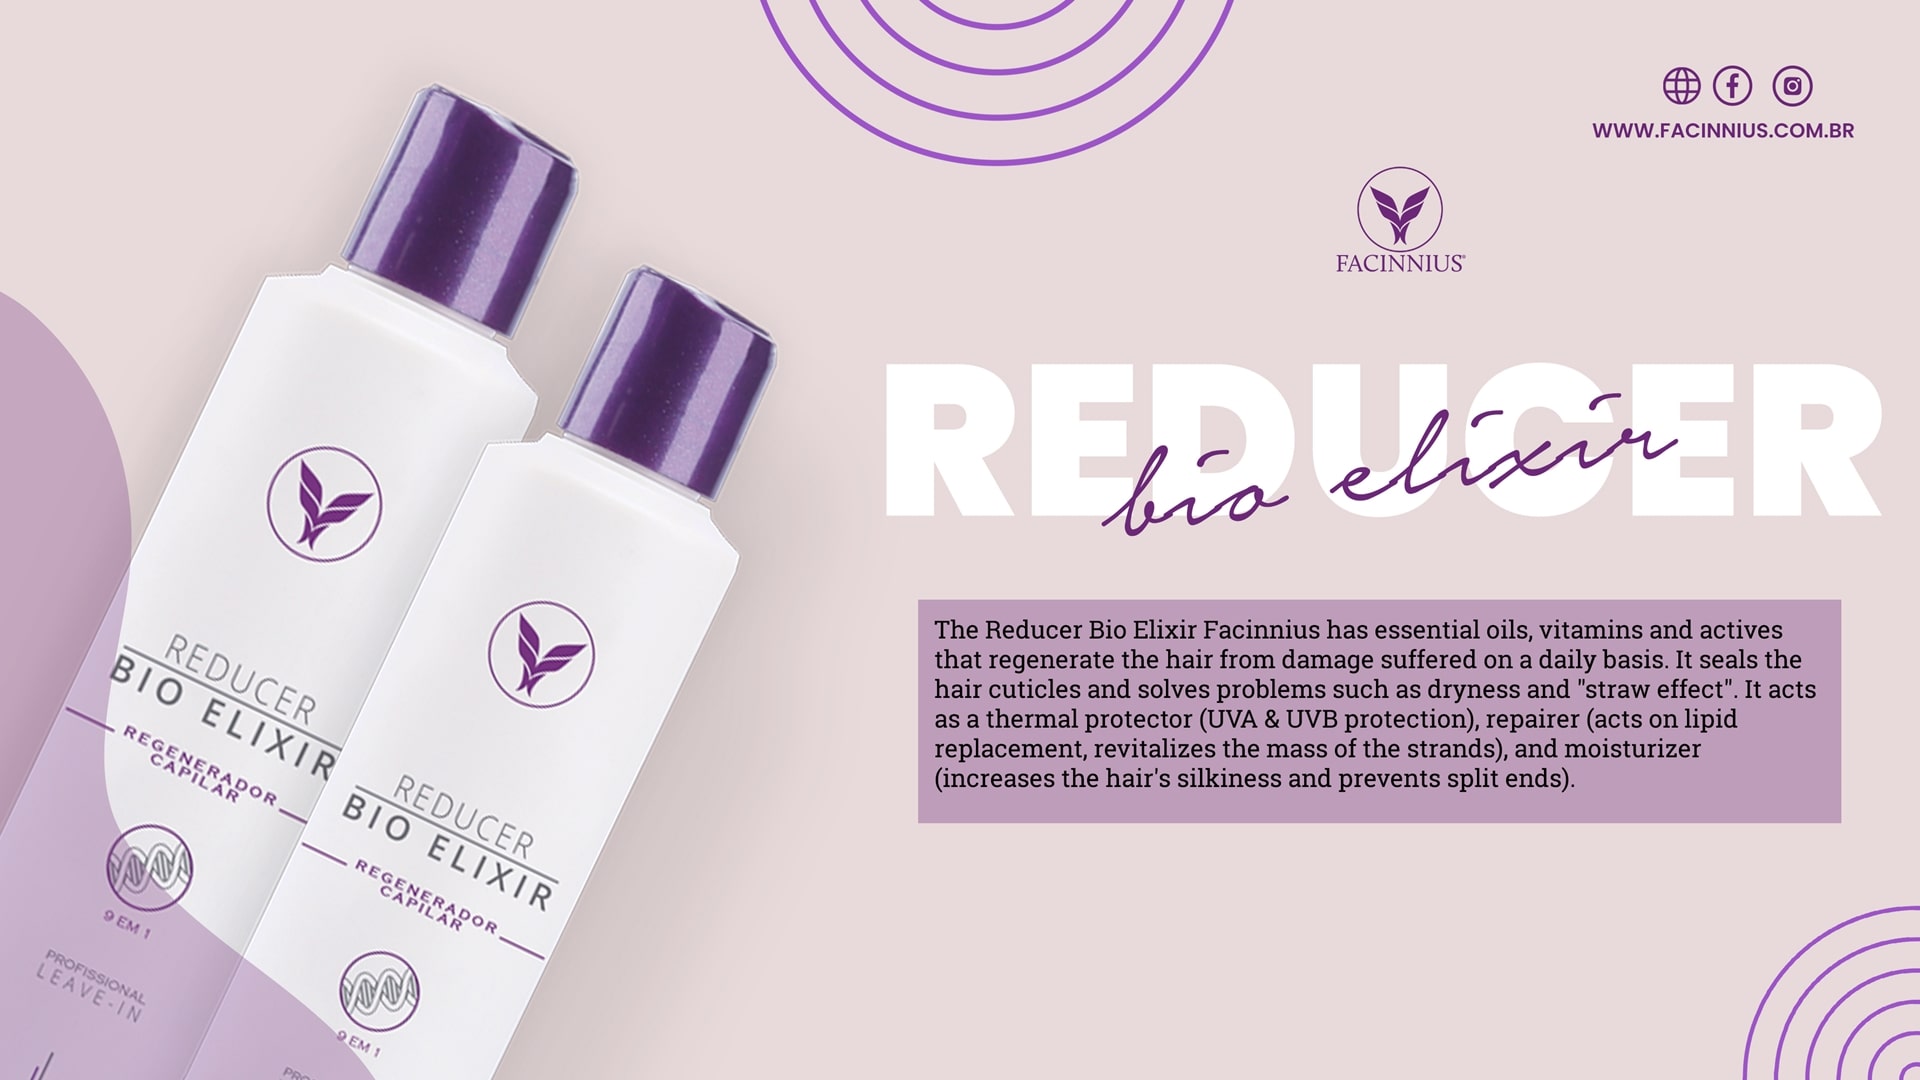 WWW.FACINNIUS.COM.BR
FACINNIUS®
REDUCER
bio elixir
The Reducer Bio Elixir Facinnius has essential oils, vitamins and actives
that regenerate the hair from damage suffered on a daily basis. It seals the
hair cuticles and solves problems such as dryness and "straw effect". It acts
as a thermal protector (UVA & UVB protection), repairer (acts on lipid
replacement, revitalizes the mass of the strands), and moisturizer
(increases the hair's silkiness and prevents split ends).
REDUCER
BIO ELIXIR
REGENERADOR
CAPILAR
9 EM 1
PROFISSIONAL
LEAVE-IN
REDUCER
BIO ELIXIR
REGENERADOR
CAPILAR
9 EM 1